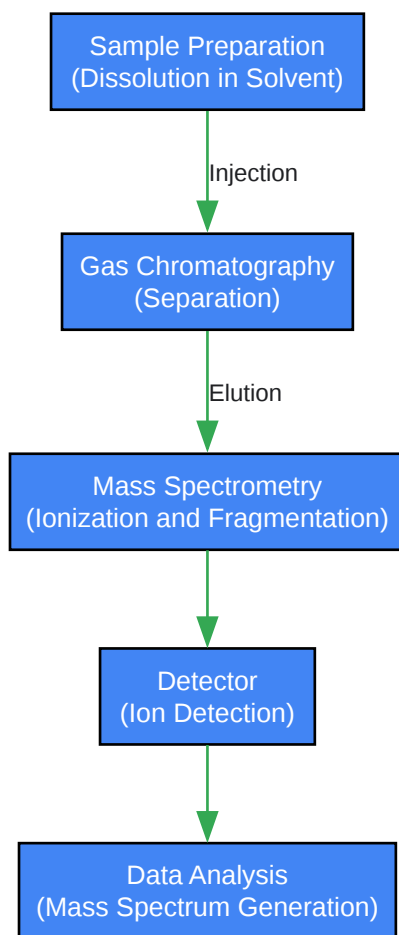 Sample Preparation
(Dissolution in Solvent)
Injection
Gas Chromatography
(Separation)
Elution
Mass Spectrometry
(Ionization and Fragmentation)
Detector
(Ion Detection)
Data Analysis
(Mass Spectrum Generation)